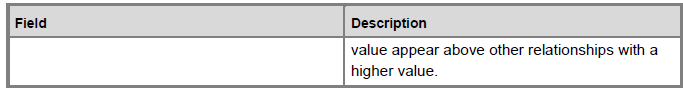 Field Description
value appear above other relationships with a
higher value.